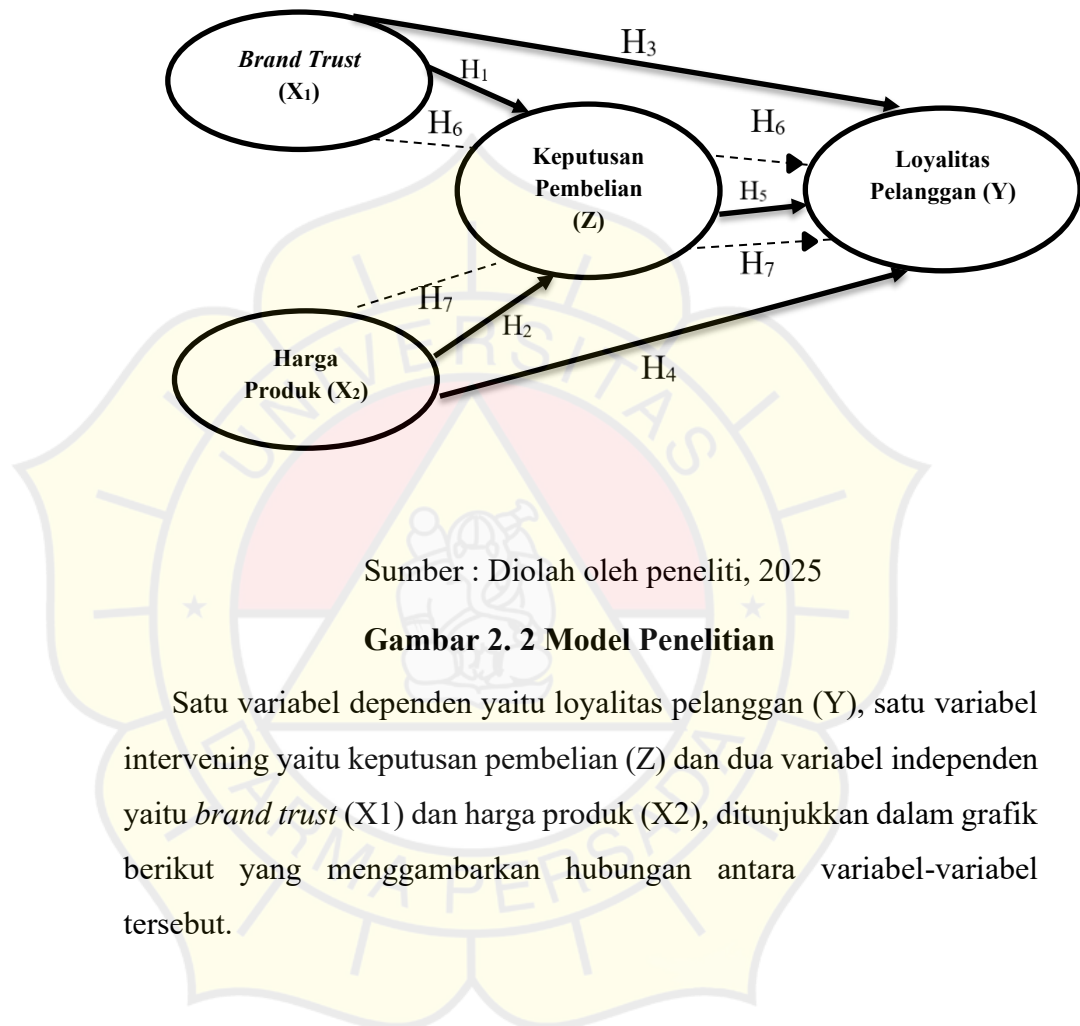 H3
Brand Trust
(X1)
H1
H6
H6
Keputusan
Pembelian
(Z)
Loyalitas
Pelanggan (Y)
H5
H7
H7
H2
Harga
Produk (X2)
H4
UNIVERSITAS
Sumber : Diolah oleh peneliti, 2025
Gambar 2. 2 Model Penelitian
Satu variabel dependen yaitu loyalitas pelanggan (Y), satu variabel
intervening yaitu keputusan pembelian (Z) dan dua variabel independen
yaitu brand trust (X1) dan harga produk (X2), ditunjukkan dalam grafik
berikut yang menggambarkan hubungan antara variabel-variabel
tersebut.
DARMA PERSADA